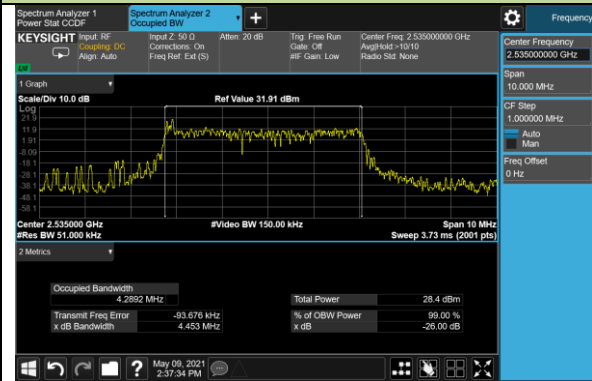 Spectrum Analyzer 1
Power Stat CCDF
Spectrum Analyzer 2
Occupied BW
Frequency
KEYSIGHT
Input: RF
Coupling: DC
Align: Auto
Input Z: 50 Ω
Corrections: On
Freq Ref: Ext (S)
Atten: 20 dB
Trig: Free Run
Gate: Off
#IF Gain: Low
Center Freq: 2.535000000 GHz
Avg|Hold:>10/10
Radio Std: None
Center Frequency
2.535000000 GHz
Span
10.000 MHz
CF Step
1.000000 MHz
Auto
Man
Freq Offset
0 Hz
1 Graph
Scale/Div 10.0 dB
Ref Value 31.91 dBm
Log
21.9
11.9
1.91
-8.09
-18.1
-28.1
-38.1
-48.1
-58.1
Center 2.535000 GHz
#Video BW 150.00 kHz
Span 10 MHz
#Res BW 51.000 kHz
Sweep 3.73 ms (2001 pts)
2 Metrics
Occupied Bandwidth
4.2892 MHz
Total Power
28.4 dBm
Transmit Freq Error
-93.676 kHz
% of OBW Power
99.00 %
x dB Bandwidth
4.453 MHz
x dB
-26.00 dB
May 09, 2021
2:37:34 PM